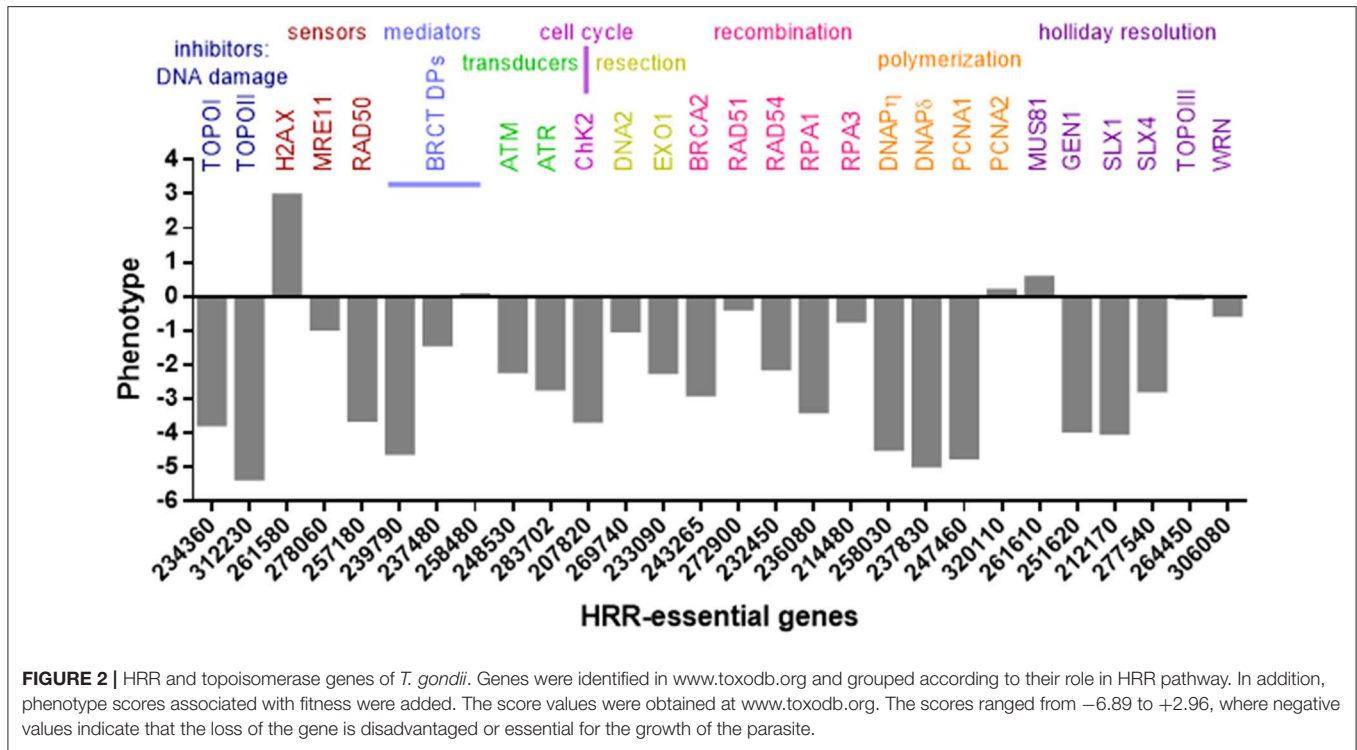 sensors mediators cell cycle recombination holliday resolution
inhibitors:
DNA damage
transducers resection polymerization
TOPOI
TOPOII
H2AX
MRE11
RAD50
BRCT DPs
ATM
ATR
ChK2
DNA2
EXO1
BRCA2
RAD51
RAD54
RPA1
RPA3
DNAPη
DNAPδ
PCNA1
PCNA2
MUS81
GEN1
SLX1
SLX4
TOPOIII
WRN
4
3
2
1
0
-1
-2
-3
-4
-5
-6
Phenotype
234360
312230
261580
278060
257180
239790
237480
258480
248530
283702
207820
269740
233090
243265
272900
232450
236080
214480
258030
237830
247460
320110
261610
251620
212170
277540
264450
306080
HRR-essential genes
FIGURE 2 | HRR and topoisomerase genes of T. gondii. Genes were identified in www.toxodb.org and grouped according to their role in HRR pathway. In addition,
phenotype scores associated with fitness were added. The score values were obtained at www.toxodb.org. The scores ranged from −6.89 to +2.96, where negative
values indicate that the loss of the gene is disadvantaged or essential for the growth of the parasite.